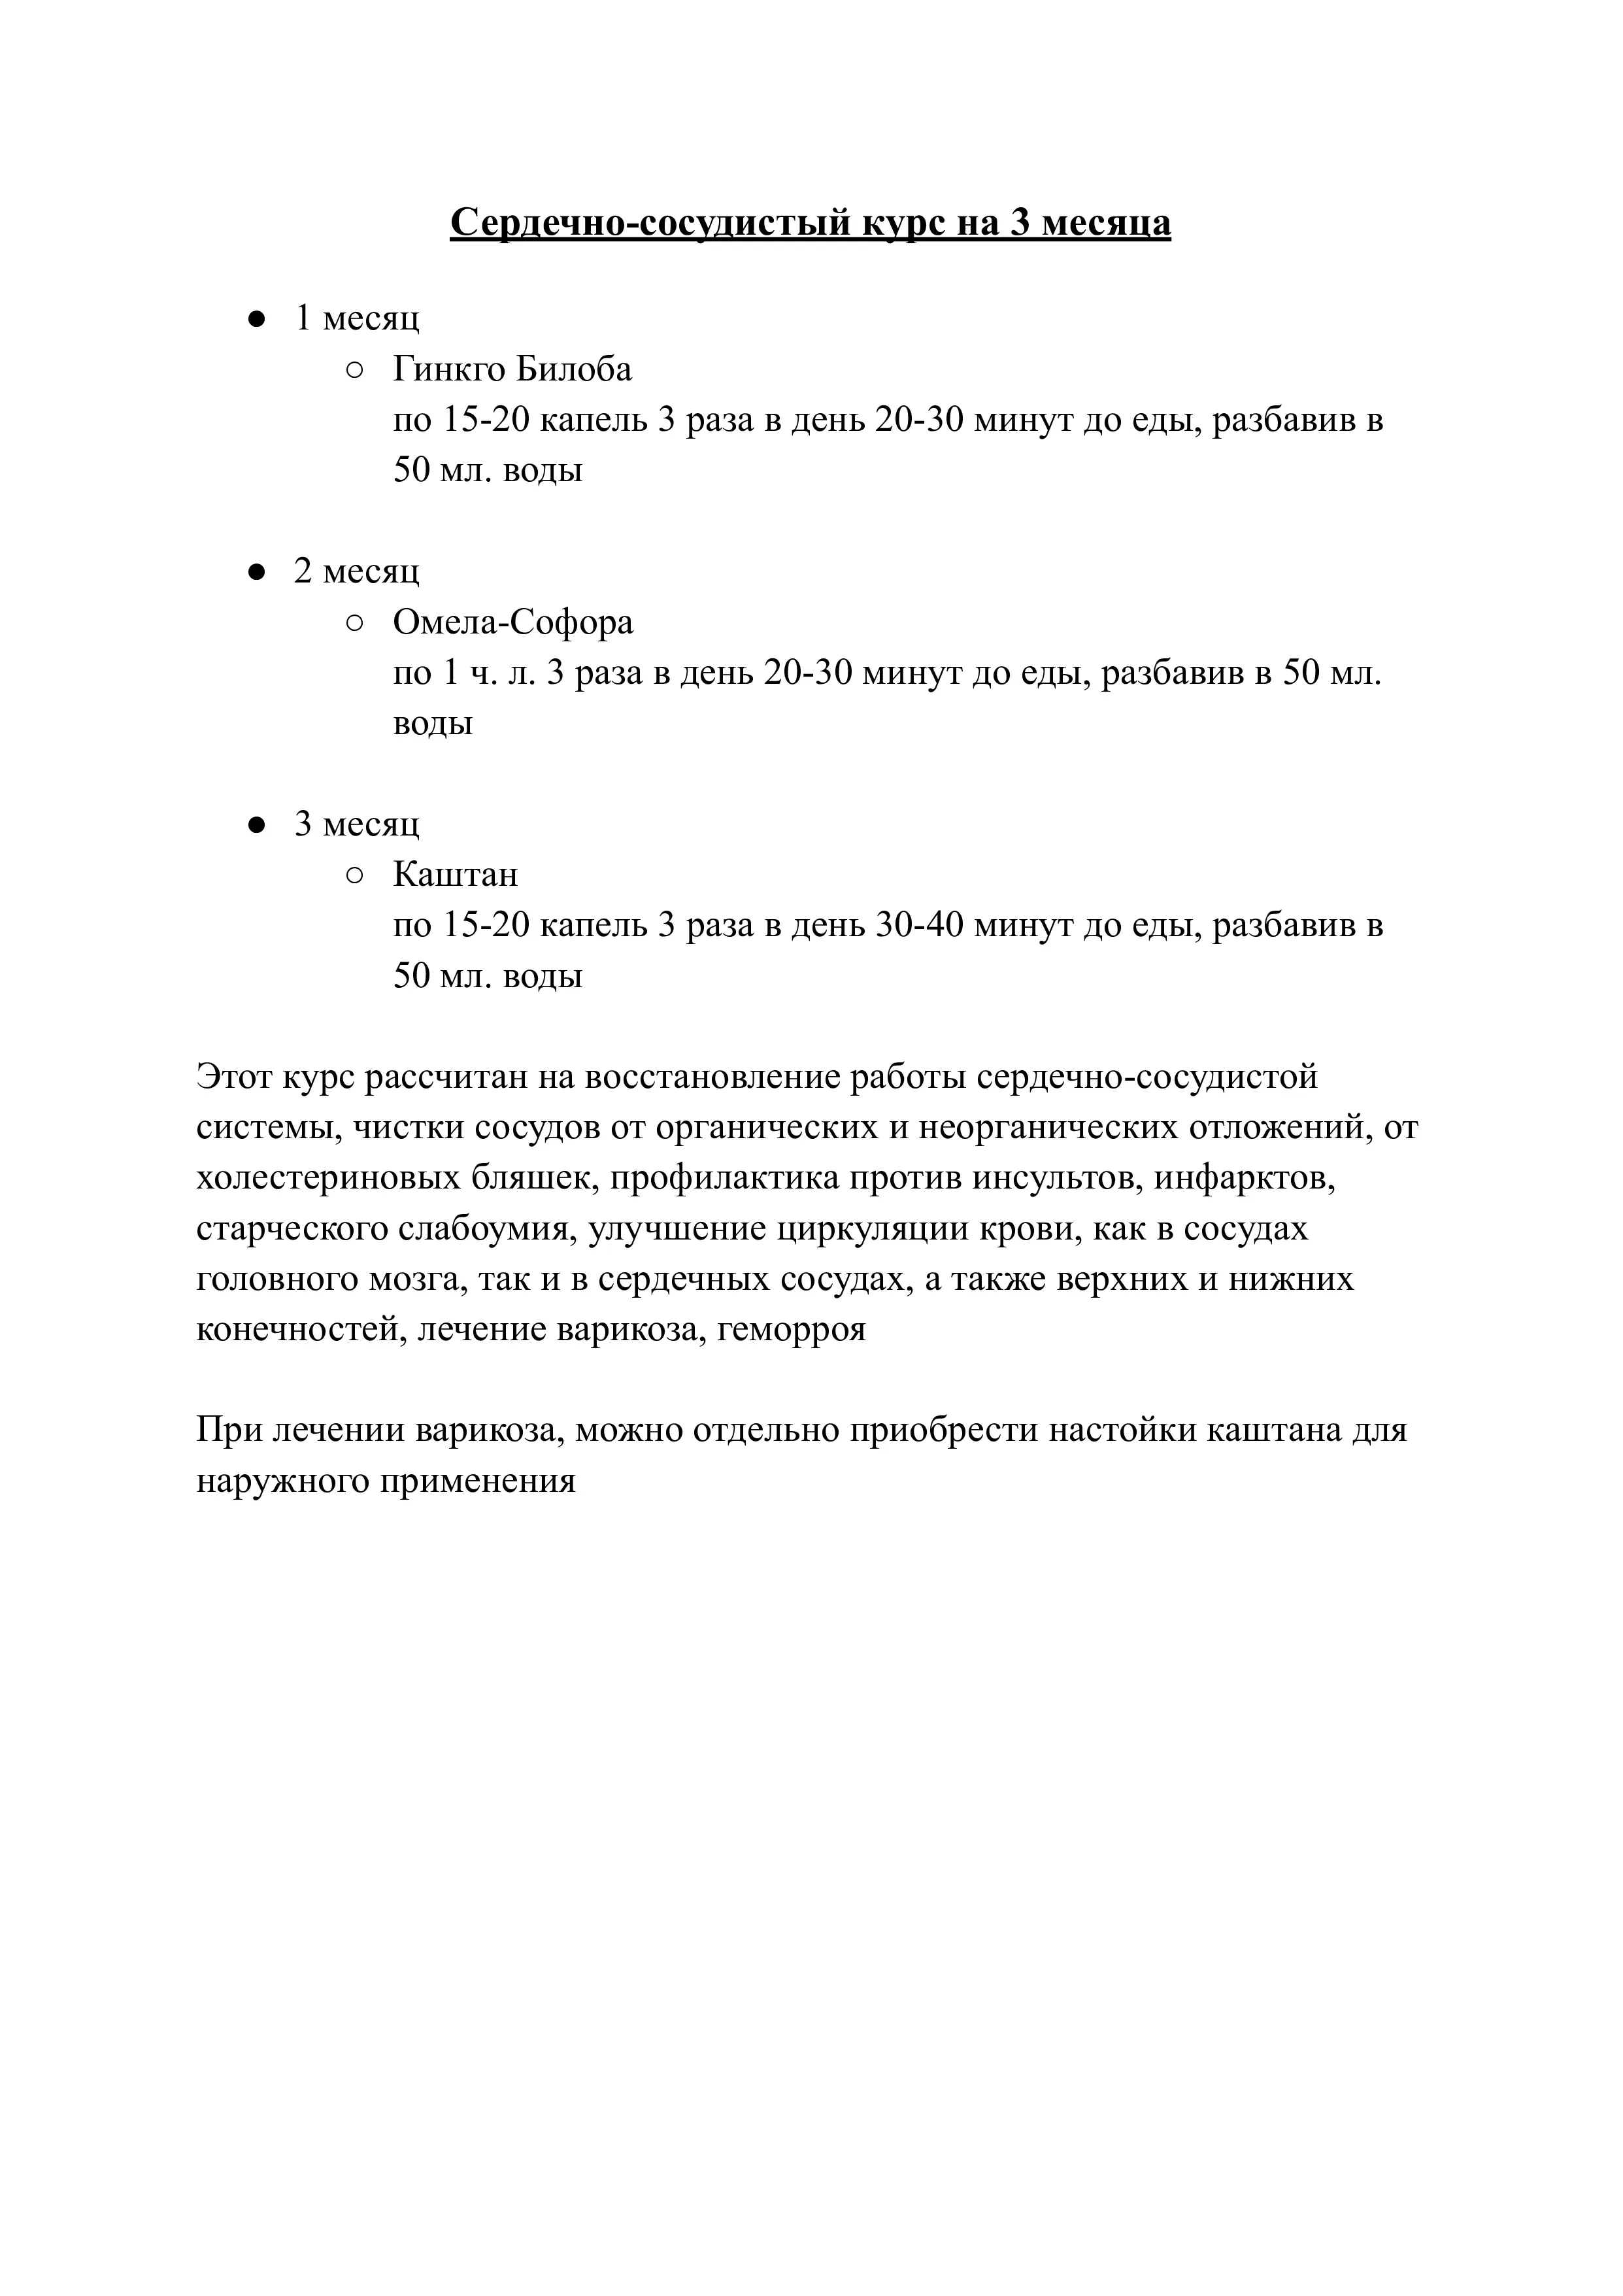 Сердечно-сосудистый курс на 3 месяца
● 1 месяц
○ Гинкго Билоба
по 15-20 капель 3 раза в день 20-30 минут до еды, разбавив в
50 мл. воды
● 2 месяц
○ Омела-Софора
по 1 ч. л. 3 раза в день 20-30 минут до еды, разбавив в 50 мл.
воды
● 3 месяц
○ Каштан
по 15-20 капель 3 раза в день 30-40 минут до еды, разбавив в
50 мл. воды
Этот курс рассчитан на восстановление работы сердечно-сосудистой
системы, чистки сосудов от органических и неорганических отложений, от
холестериновых бляшек, профилактика против инсультов, инфарктов,
старческого слабоумия, улучшение циркуляции крови, как в сосудах
головного мозга, так и в сердечных сосудах, а также верхних и нижних
конечностей, лечение варикоза, геморроя
При лечении варикоза, можно отдельно приобрести настойки каштана для
наружного применения